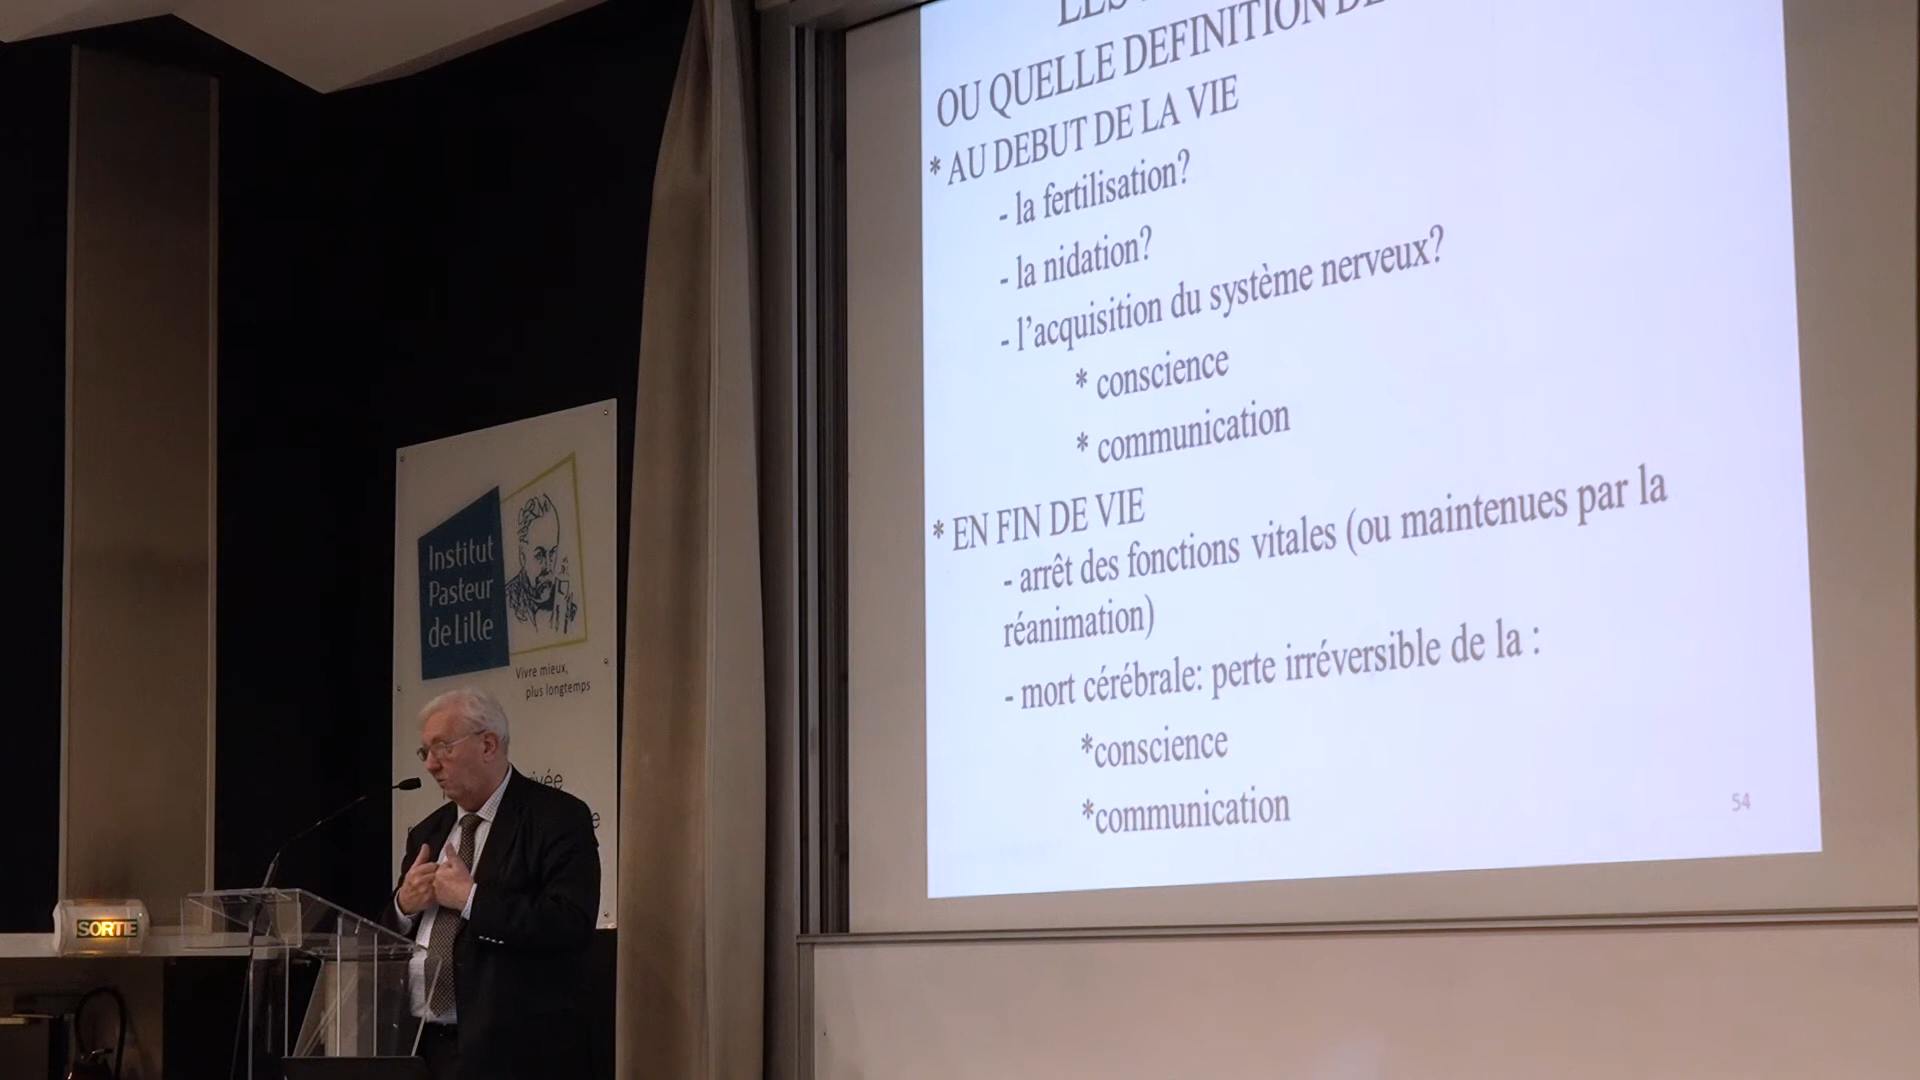 OU QUELLE DEFINITION DE
* AU DEBUT DE LA VIE
- la fertilisation?
- la nidation?
- l'acquisition du système nerveux?
* conscience
* communication
* EN FIN DE VIE
- arrêt des fonctions vitales (ou maintenues par la
réanimation)
- mort cérébrale: perte irréversible de la :
*conscience
*communication
54
Institut
Pasteur
de Lille
Vivre mieux,
plus longtemps
SORTIE